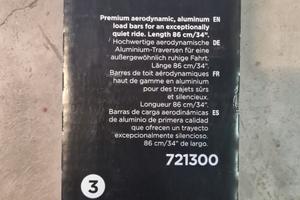 Premium aerodynamic, aluminum EN
load bars for an exceptionally
quiet ride. Length 86 cm/34".
Hochwertige aerodynamische DE
Aluminium-Traversen für eine
außergewöhnlich ruhige Fahrt.
Länge 86 cm/34".
Barres de toit aérodynamiques FR
haut de gamme en aluminium
pour des trajets sûrs
et silencieux.
Longueur 86 cm/34".
Barras de carga aerodinámicas ES
de aluminio de primera calidad
que ofrecen un trayecto
excepcionalmente silencioso.
86 cm/34" de largo.
721300
3